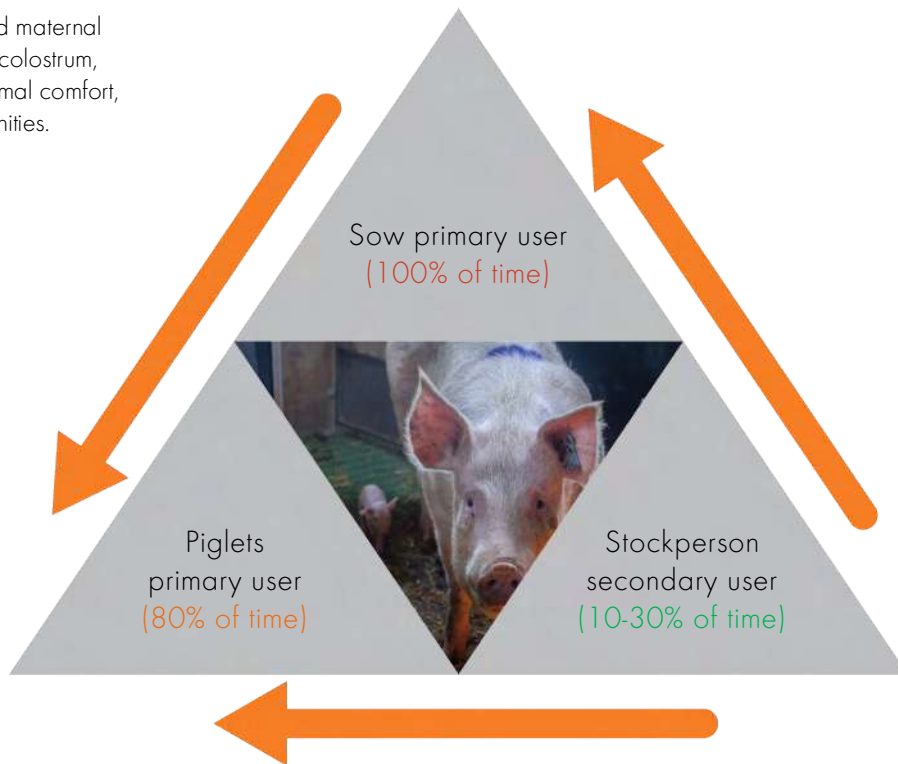 d maternal
colostrum,
mal comfort,
nities.
Sow primary user
(100% of time)
Piglets
primary user
(80% of time)
Stockperson
secondary user
(10-30% of time)